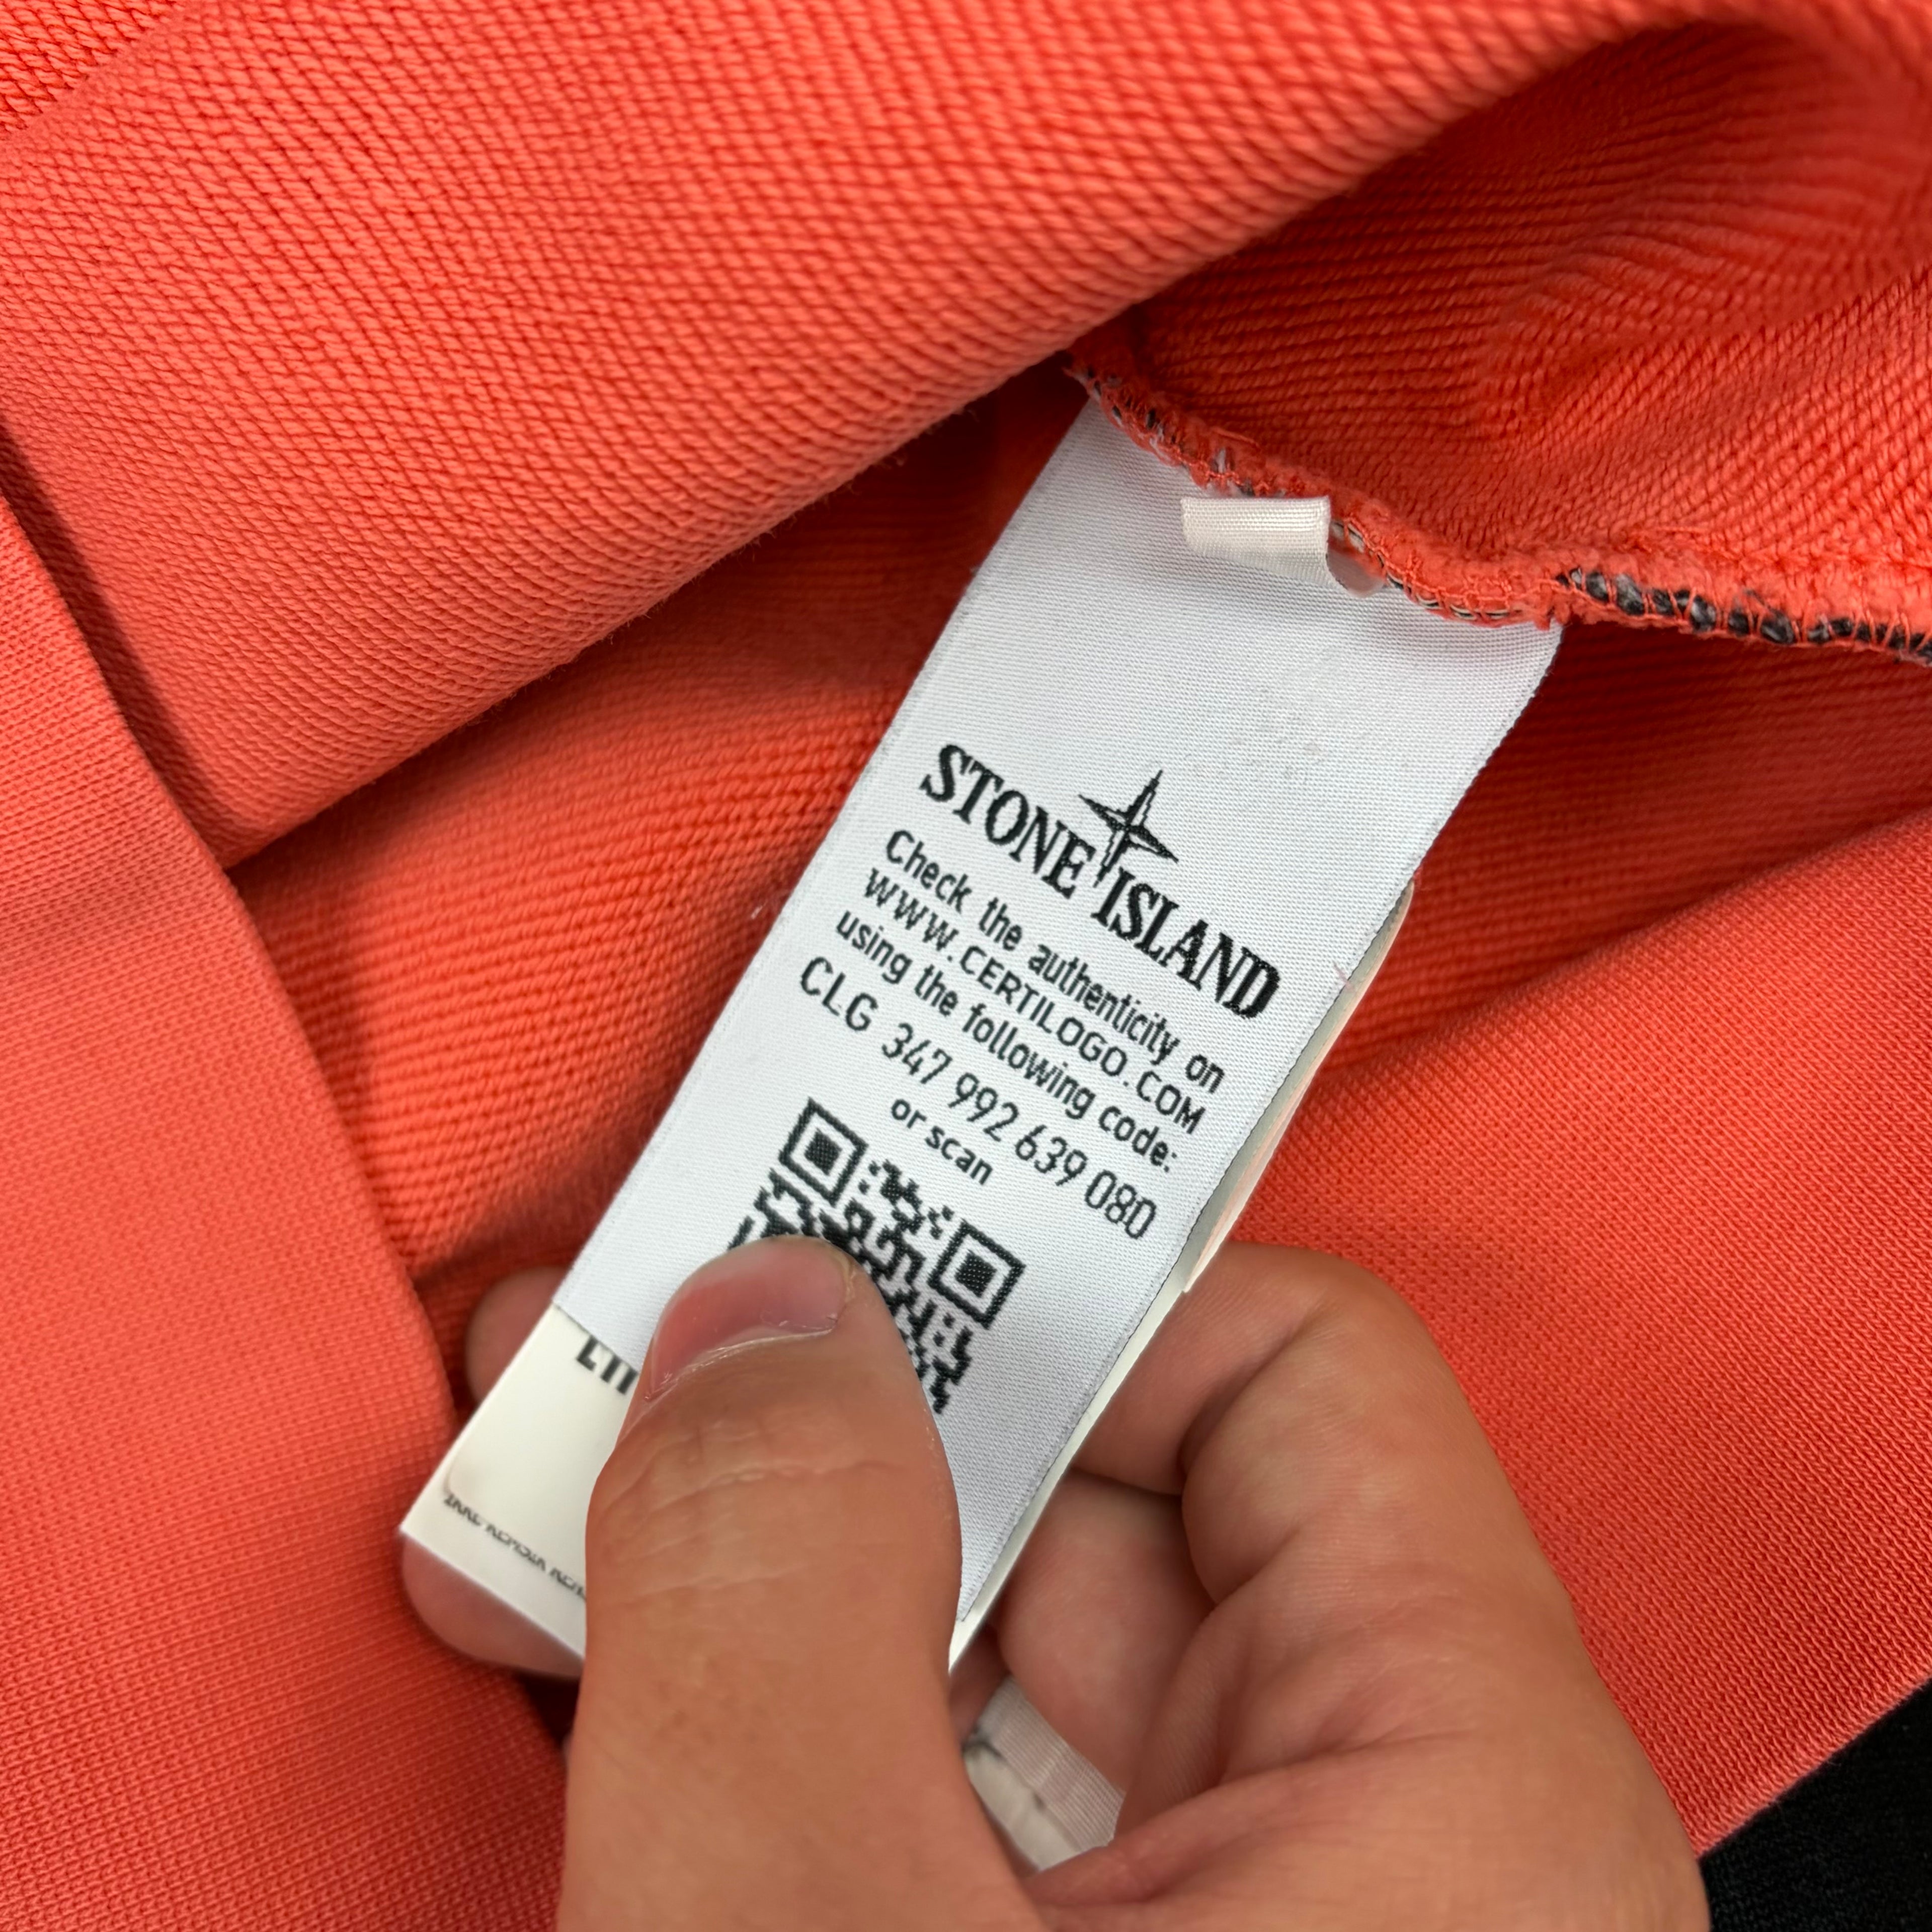 STONE ISLAND
Check the authenticity on
WWW.CERTILOGO.COM
using the following code:
CLG 347 992 639 080
or scan